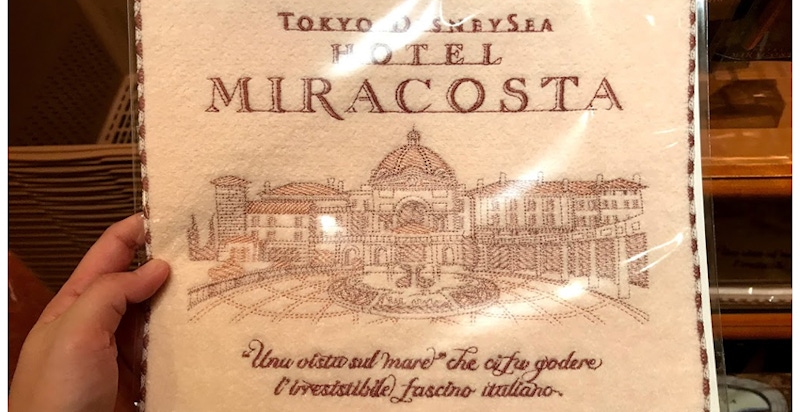 TOKYO DISNEYSEA
HOTEL
MIRACOSTA
"Una vista sul mare" che ci fa godere
l'irresistibile fascino italiano.